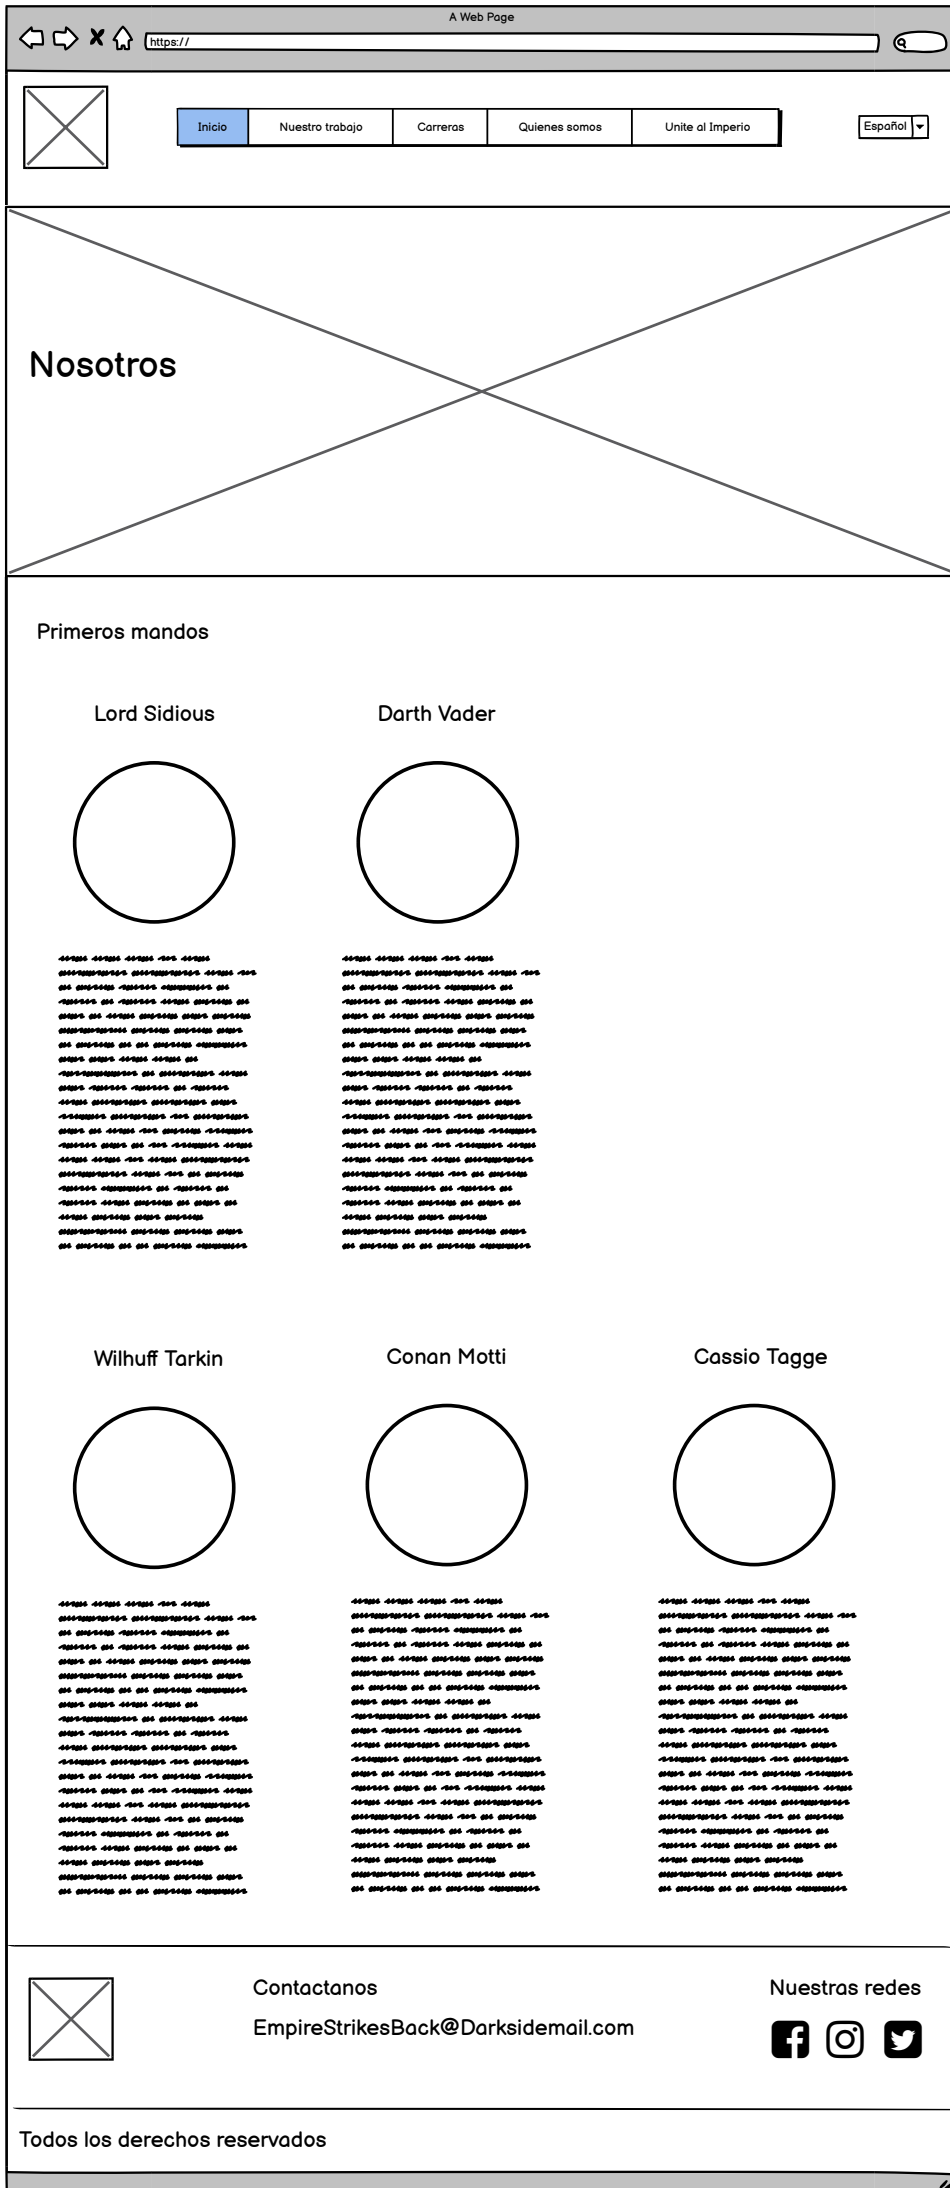 A Web Page
https://
Inicio Nuestro trabajo Carreras Quienes somos Unite al Imperio Español
Nosotros
Primeros mandos
Lord Sidious Darth Vader
Wilhuff Tarkin Conan Motti Cassio Tagge
Contactanos Nuestras redes
EmpireStrikesBack@Darksidemail.com
Todos los derechos reservados